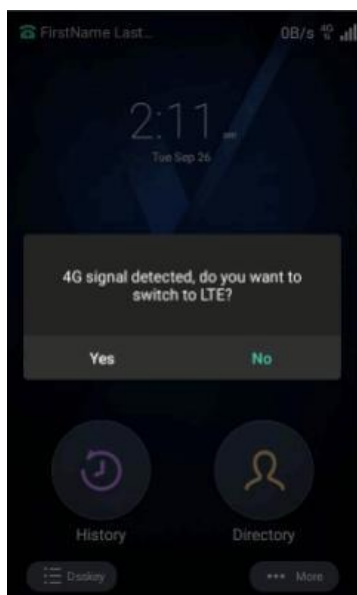 FirstName Last... 0B/s 4G
2:11
Tue Sep 26
4G signal detected, do you want to
switch to LTE?
Yes No
History Directory
Dsskey More